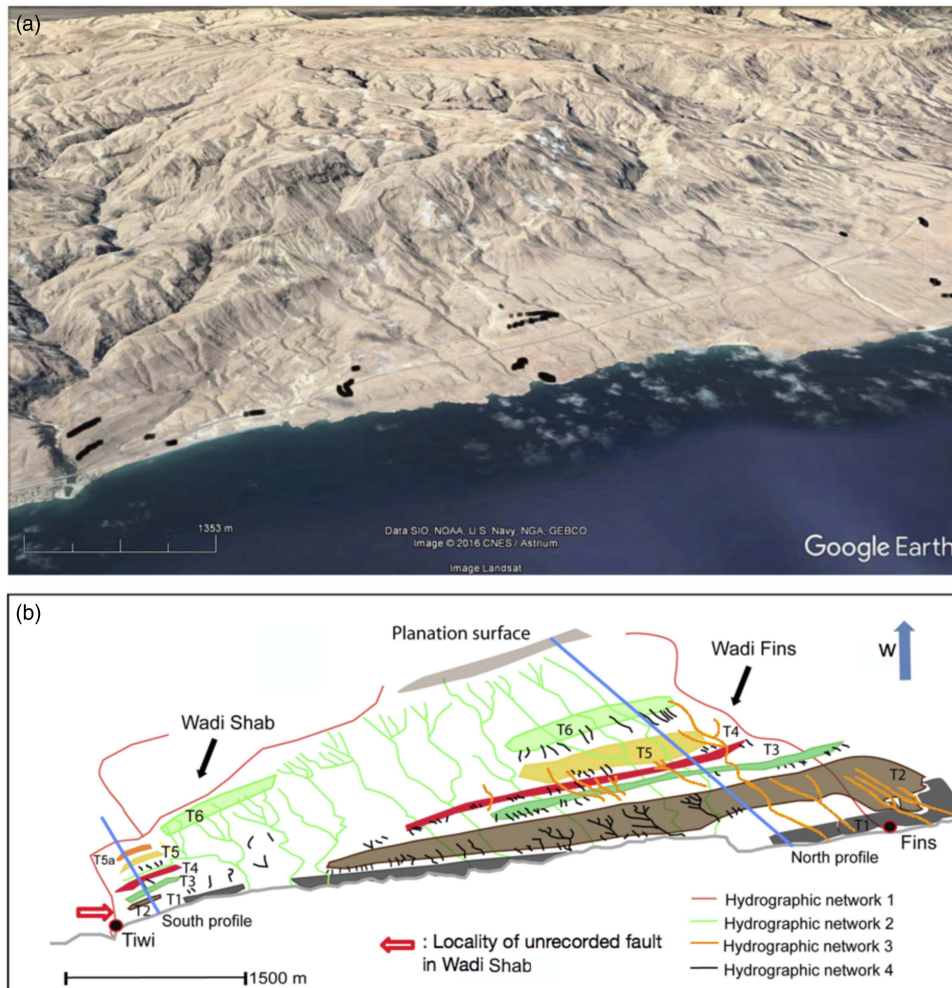 (a)
1353 m
Data SIO, NOAA, U.S. Navy, NGA, GEBCO
Image © 2016 CNES / Astrium
Image Landsat
Google Earth
(b)
Planation surface
W
Wadi Fins
Wadi Shab
T6
T4
T3
T5
T2
T6
T5
T5a
T4
T3
T1
T2
T1
Fins
North profile
South profile
Tiwi
Hydrographic network 1
Hydrographic network 2
Hydrographic network 3
Hydrographic network 4
: Locality of unrecorded fault
in Wadi Shab
1500 m